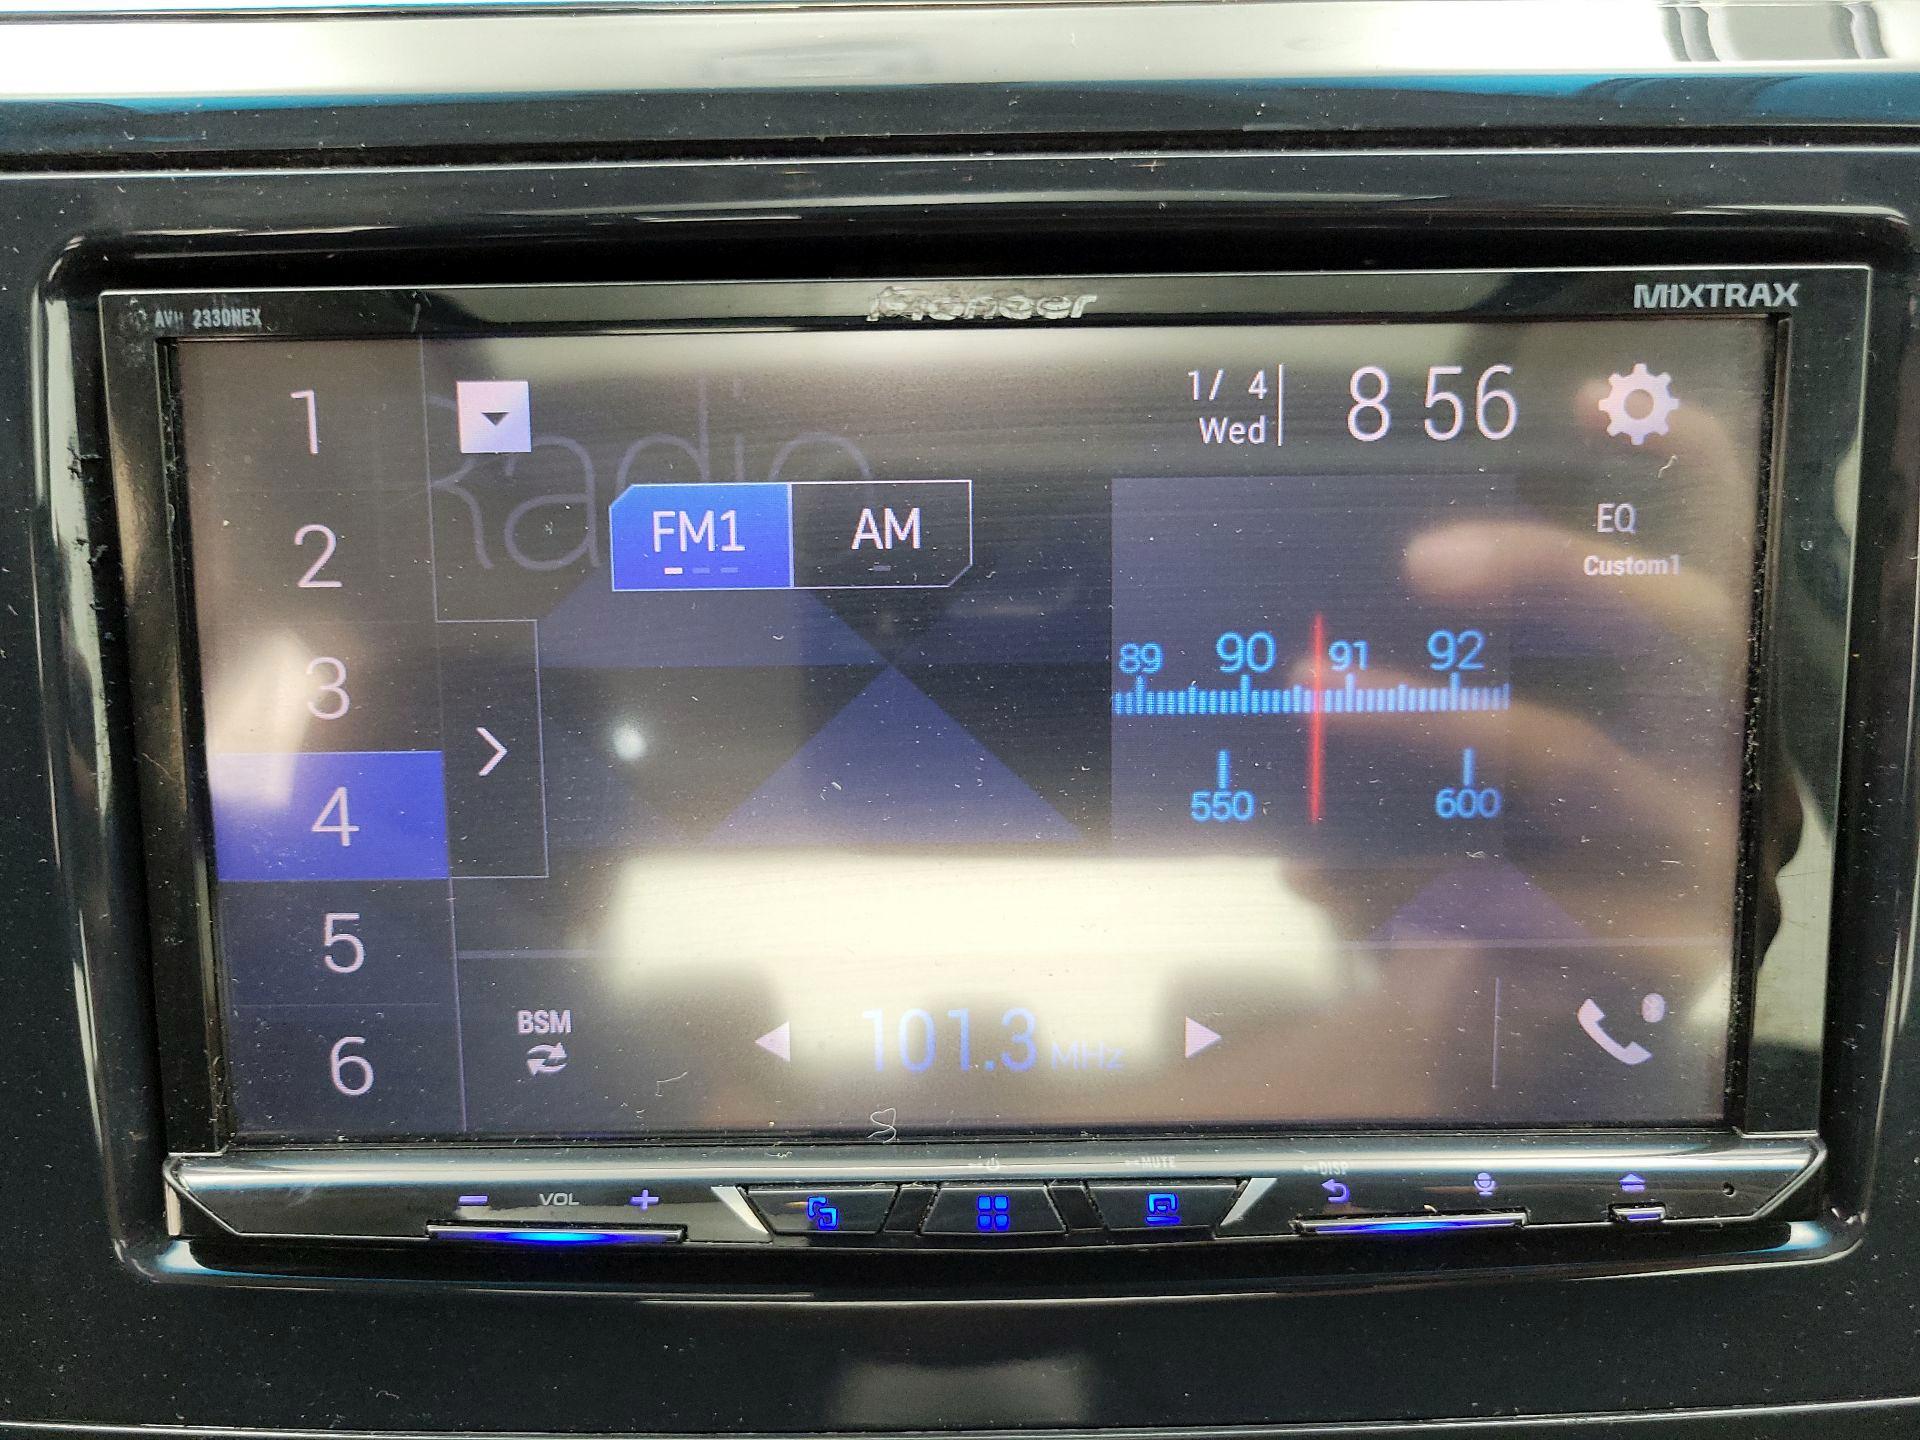 AVH 2330NEX
Pioneer
MIXTRAX
1
2
3
4
5
6
Radio
1/ 4
Wed
8 56
FM1
AM
EQ
Custom1
89 90 91 92
550 600
BSM
101.3 MHz
MUTE
DISP
VOL